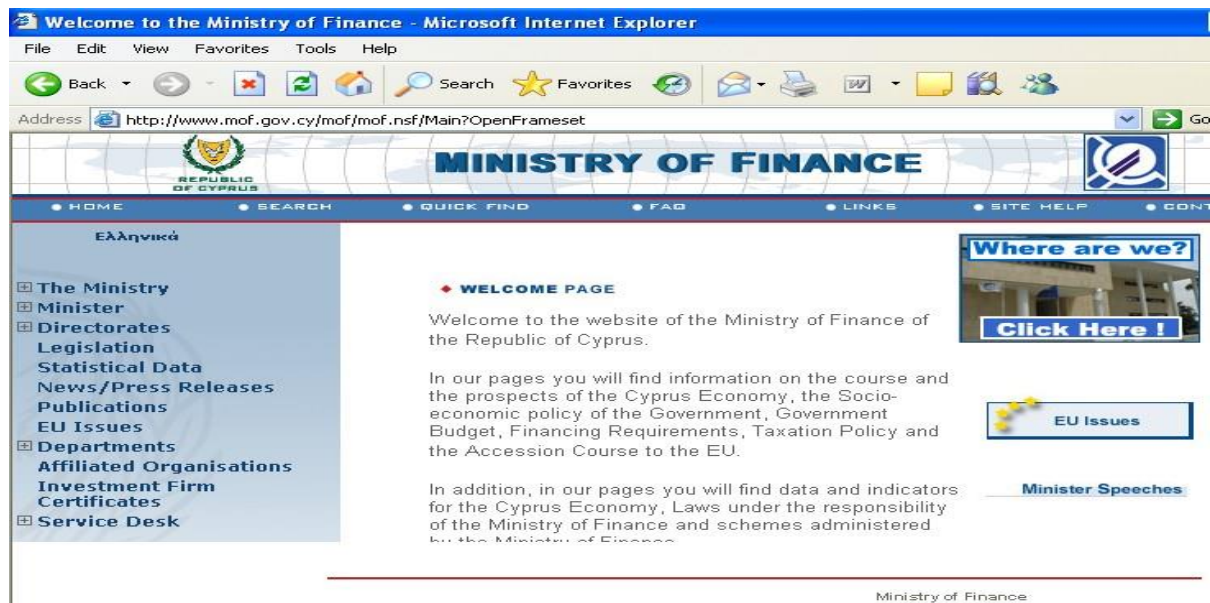 Welcome to the Ministry of Finance - Microsoft Internet Explorer
File Edit View Favorites Tools Help
Back Search Favorites
Address http://www.mof.gov.cy/mof/mof.nsf/Main?OpenFrameset Go
REPUBLIC
OF CYPRUS
MINISTRY OF FINANCE
HOME SEARCH QUICK FIND FAQ LINKS SITE HELP
Ελληνικά
The Ministry
Minister
Directorates
Legislation
Statistical Data
News/Press Releases
Publications
EU Issues
Departments
Affiliated Organisations
Investment Firm
Certificates
Service Desk
WELCOME PAGE
Welcome to the website of the Ministry of Finance of
the Republic of Cyprus.
In our pages you will find information on the course and
the prospects of the Cyprus Economy, the Socio-
economic policy of the Government, Government
Budget, Financing Requirements, Taxation Policy and
the Accession Course to the EU.
In addition, in our pages you will find data and indicators
for the Cyprus Economy, Laws under the responsibility
of the Ministry of Finance and schemes administered
by the Ministry of Finance
Where are we?
Click Here !
EU Issues
Minister Speeches
Ministry of Finance